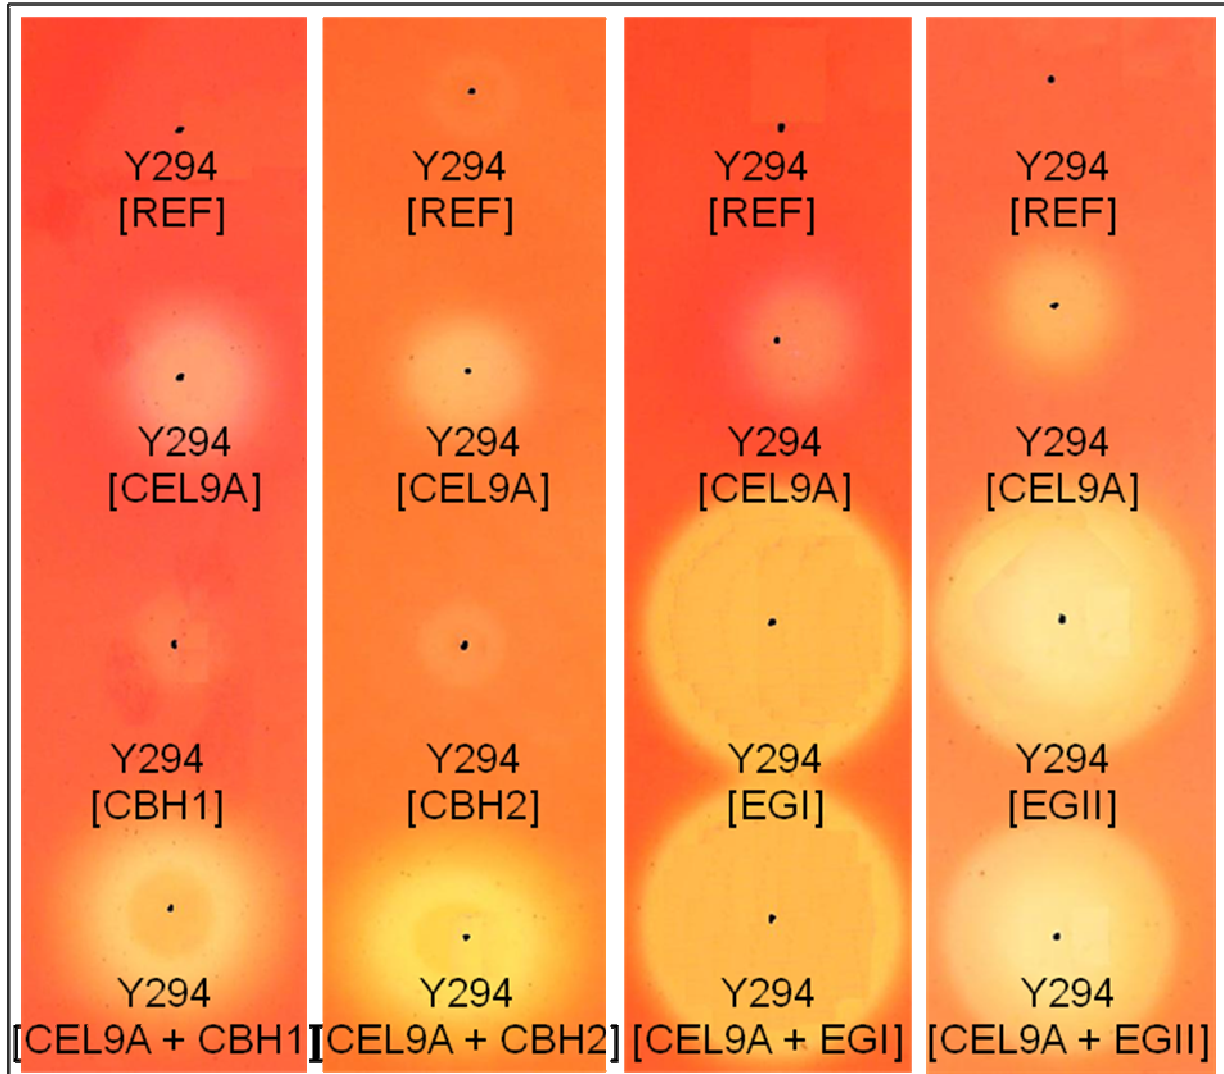 Y294
[REF]
Y294
[CEL9A]
Y294
[CBH1]
Y294
[CEL9A + CBH1]
Y294
[REF]
Y294
[CEL9A]
Y294
[CBH2]
Y294
[CEL9A + CBH2]
Y294
[REF]
Y294
[CEL9A]
Y294
[EGI]
Y294
[CEL9A + EGI]
Y294
[REF]
Y294
[CEL9A]
Y294
[EGII]
Y294
[CEL9A + EGII]